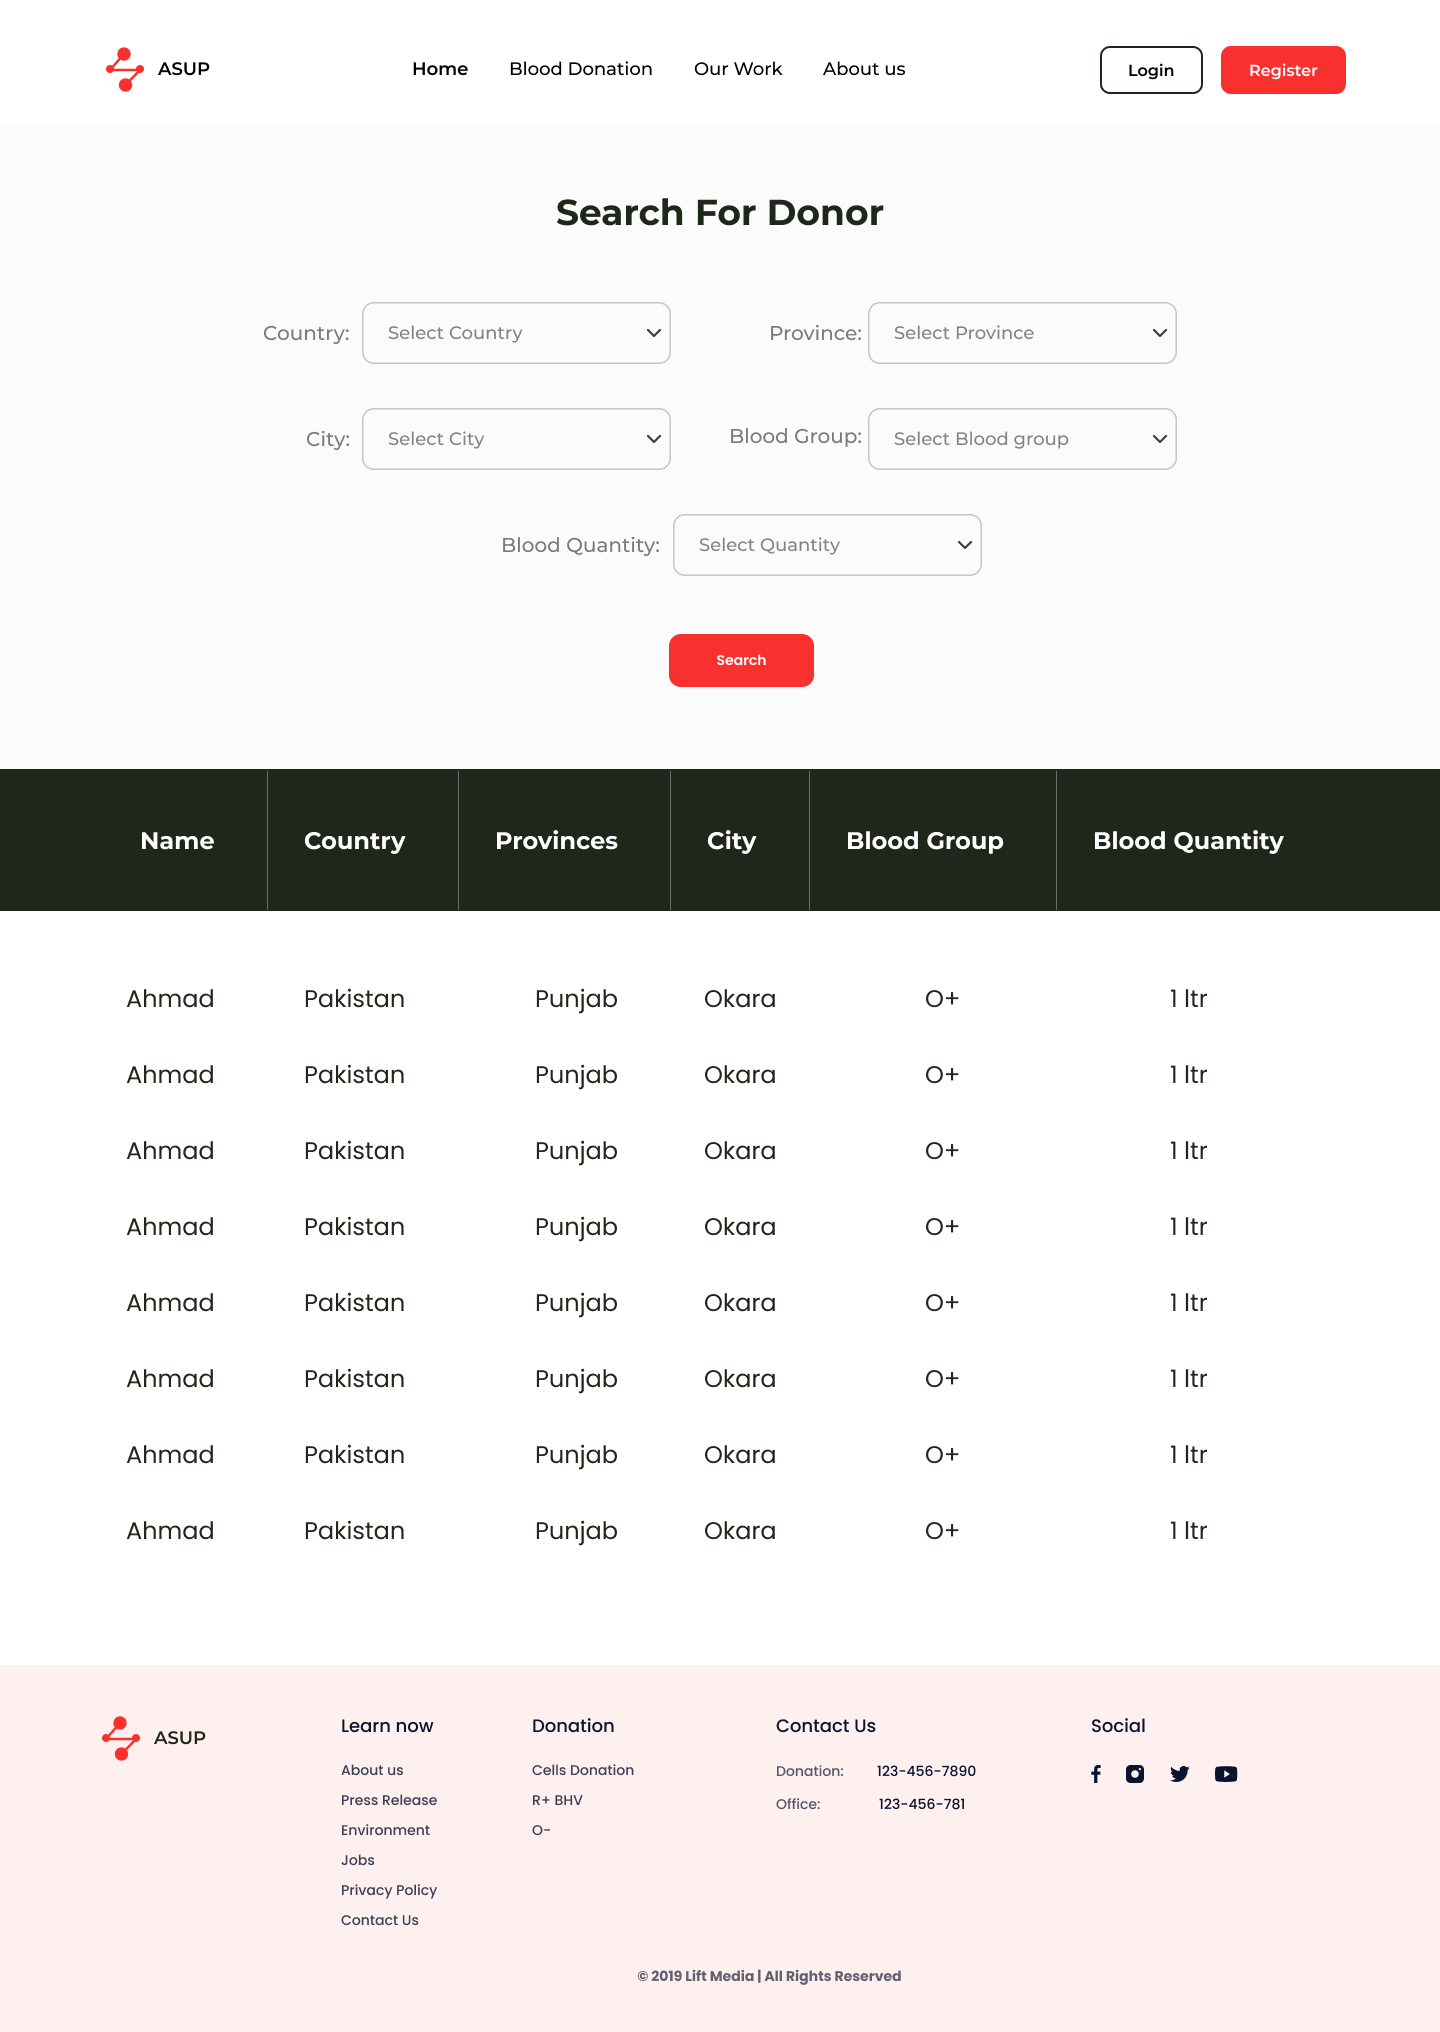 ASUP
Home Blood Donation Our Work About us
Login Register
Search For Donor
Country: Select Country Province: Select Province
City: Select City Blood Group: Select Blood group
Blood Quantity: Select Quantity
Search
Name Country Provinces City Blood Group Blood Quantity
Ahmad Pakistan Punjab Okara O+ 1 ltr
Ahmad Pakistan Punjab Okara O+ 1 ltr
Ahmad Pakistan Punjab Okara O+ 1 ltr
Ahmad Pakistan Punjab Okara O+ 1 ltr
Ahmad Pakistan Punjab Okara O+ 1 ltr
Ahmad Pakistan Punjab Okara O+ 1 ltr
Ahmad Pakistan Punjab Okara O+ 1 ltr
Ahmad Pakistan Punjab Okara O+ 1 ltr
ASUP
Learn now
About us
Press Release
Environment
Jobs
Privacy Policy
Contact Us
Donation
Cells Donation
R+ BHV
O-
Contact Us
Donation: 123-456-7890
Office: 123-456-781
Social
© 2019 Lift Media | All Rights Reserved